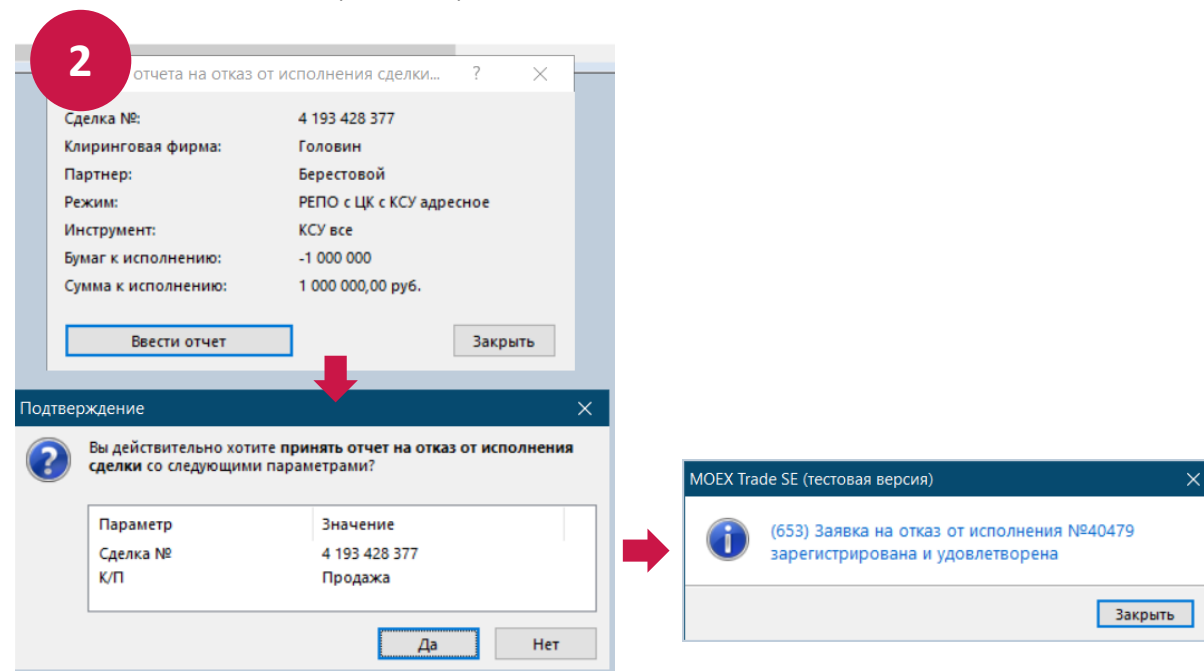 2
отчета на отказ от исполнения сделки... ?
Сделка №: 4 193 428 377
Клиринговая фирма: Головин
Партнер: Берестовой
Режим: РЕПО с ЦК с КСУ адресное
Инструмент: КСУ все
Бумаг к исполнению: -1 000 000
Сумма к исполнению: 1 000 000,00 руб.
Ввести отчет Закрыть
Подтверждение
Вы действительно хотите принять отчет на отказ от исполнения
сделки со следующими параметрами?
Параметр Значение
Сделка № 4 193 428 377
К/П Продажа
Да Нет
MOEX Trade SE (тестовая версия)
(653) Заявка на отказ от исполнения №40479
зарегистрирована и удовлетворена
Закрыть